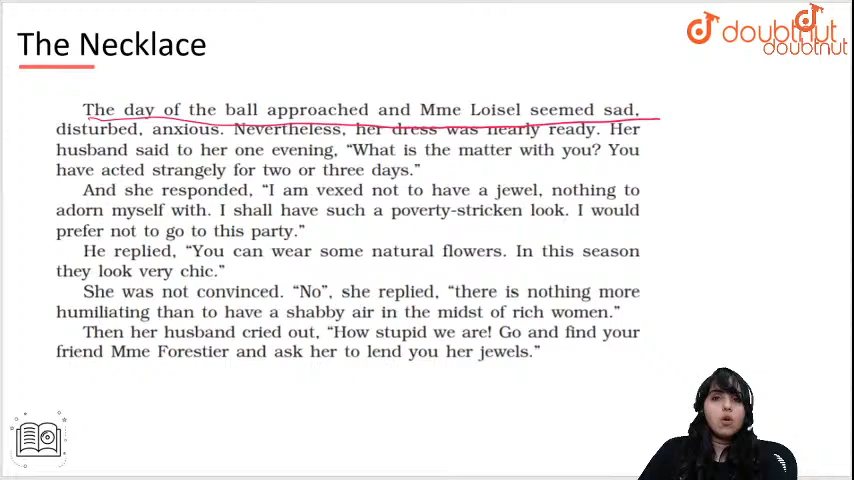 The Necklace
doubtnut
doubtnut
The day of the ball approached and Mme Loisel seemed sad,
disturbed, anxious. Nevertheless, her dress was nearly ready. Her
husband said to her one evening, “What is the matter with you? You
have acted strangely for two or three days.”
And she responded, “I am vexed not to have a jewel, nothing to
adorn myself with. I shall have such a poverty-stricken look. I would
prefer not to go to this party.”
He replied, “You can wear some natural flowers. In this season
they look very chic.”
She was not convinced. “No”, she replied, “there is nothing more
humiliating than to have a shabby air in the midst of rich women.”
Then her husband cried out, “How stupid we are! Go and find your
friend Mme Forestier and ask her to lend you her jewels.”